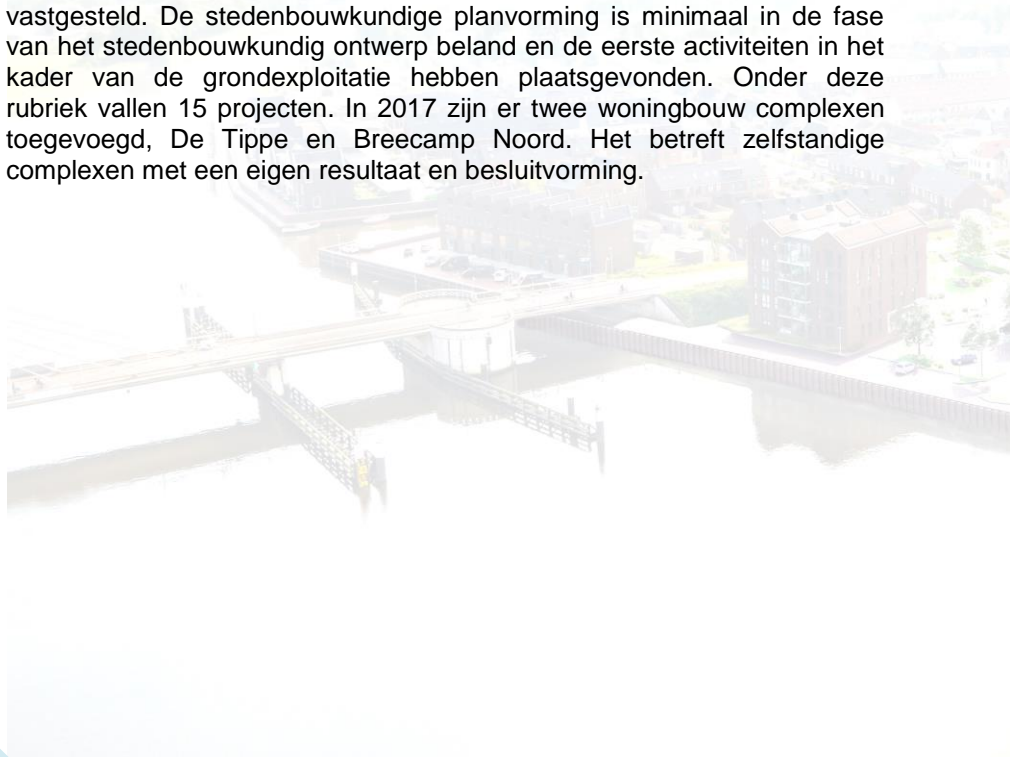 vastgesteld. De stedenbouwkundige planvorming is minimaal in de fase
van het stedenbouwkundig ontwerp beland en de eerste activiteiten in het
kader van de grondexploitatie hebben plaatsgevonden. Onder deze
rubriek vallen 15 projecten. In 2017 zijn er twee woningbouw complexen
toegevoegd, De Tippe en Breecamp Noord. Het betreft zelfstandige
complexen met een eigen resultaat en besluitvorming.